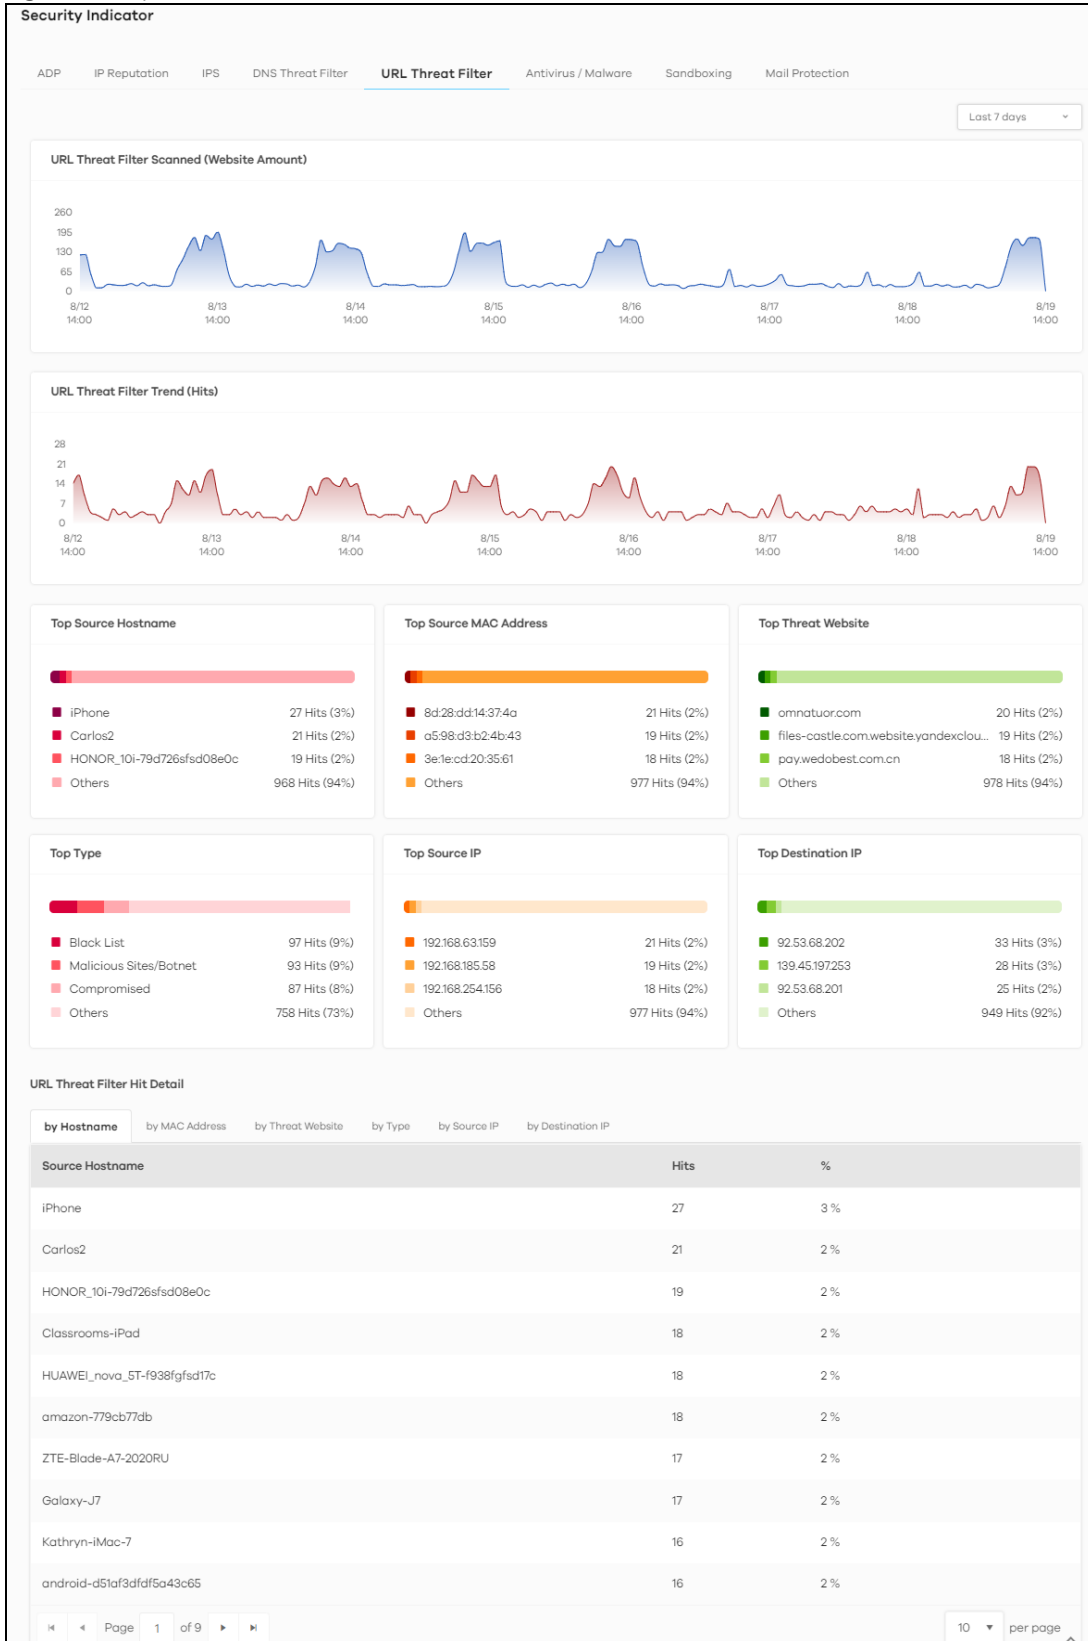 Security Indicator
ADP IP Reputation IPS DNS Threat Filter URL Threat Filter Antivirus / Malware Sandboxing Mail Protection
Last 7 days
URL Threat Filter Scanned (Website Amount)
260
195
130
65
0
8/12 8/13 8/14 8/15 8/16 8/17 8/18 8/19
14:00 14:00 14:00 14:00 14:00 14:00 14:00 14:00
URL Threat Filter Trend (Hits)
28
21
14
7
0
8/12 8/13 8/14 8/15 8/16 8/17 8/18 8/19
14:00 14:00 14:00 14:00 14:00 14:00 14:00 14:00
Top Source Hostname
iPhone 27 Hits (3%)
Carlos2 21 Hits (2%)
HONOR_10i-79d726sfsd08e0c 19 Hits (2%)
Others 968 Hits (94%)
Top Source MAC Address
8d:28:dd:14:37:4a 21 Hits (2%)
a5:98:d3:b2:4b:43 19 Hits (2%)
3e:1e:cd:20:35:61 18 Hits (2%)
Others 977 Hits (94%)
Top Threat Website
omnatuor.com 20 Hits (2%)
files-castle.com.website.yandexclou... 19 Hits (2%)
pay.wedobest.com.cn 18 Hits (2%)
Others 978 Hits (94%)
Top Type
Black List 97 Hits (9%)
Malicious Sites/Botnet 93 Hits (9%)
Compromised 87 Hits (8%)
Others 758 Hits (73%)
Top Source IP
192.168.63.159 21 Hits (2%)
192.168.185.58 19 Hits (2%)
192.168.254.156 18 Hits (2%)
Others 977 Hits (94%)
Top Destination IP
92.53.68.202 33 Hits (3%)
139.45.197.253 28 Hits (3%)
92.53.68.201 25 Hits (2%)
Others 949 Hits (92%)
URL Threat Filter Hit Detail
by Hostname by MAC Address by Threat Website by Type by Source IP by Destination IP
Source Hostname Hits %
iPhone 27 3 %
Carlos2 21 2 %
HONOR_10i-79d726sfsd08e0c 19 2 %
Classrooms-iPad 18 2 %
HUAWEI_nova_5T-f938fgfsd17c 18 2 %
amazon-779cb77db 18 2 %
ZTE-Blade-A7-2020RU 17 2 %
Galaxy-J7 17 2 %
Kathryn-iMac-7 16 2 %
android-d51af3dfdf5a43c65 16 2 %
Page 1 of 9 10 per page